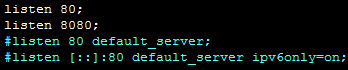 listen 80;
listen 8080;
#listen 80 default_server;
#listen [::]:80 default_server ipv6only=on;